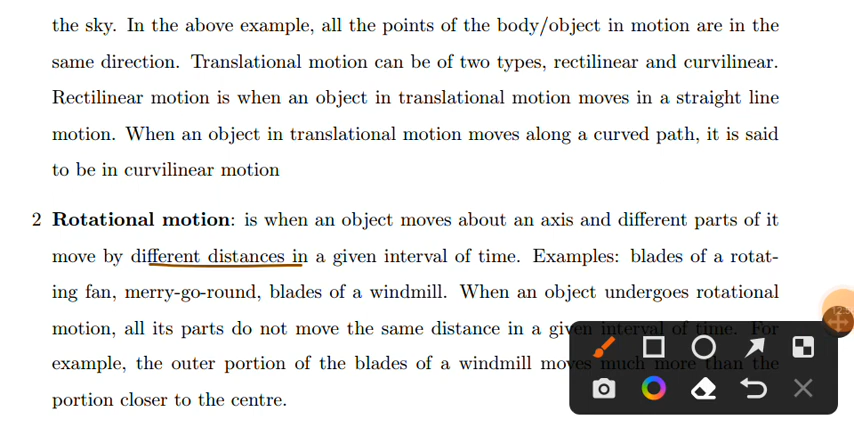 the sky. In the above example, all the points of the body/object in motion are in the
same direction. Translational motion can be of two types, rectilinear and curvilinear.
Rectilinear motion is when an object in translational motion moves in a straight line
motion. When an object in translational motion moves along a curved path, it is said
to be in curvilinear motion
2 Rotational motion: is when an object moves about an axis and different parts of it
move by different distances in a given interval of time. Examples: blades of a rotat-
ing fan, merry-go-round, blades of a windmill. When an object undergoes rotational
motion, all its parts do not move the same distance in a given interval of time. For
example, the outer portion of the blades of a windmill moves much more than the
portion closer to the centre.